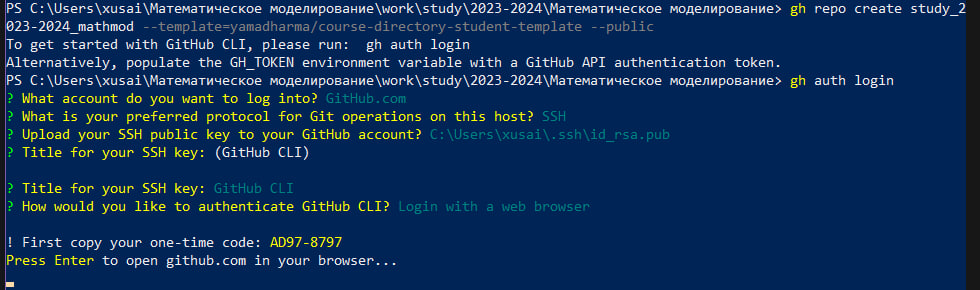 PS C:\Users\xusai\Математическое моделирование\work\study\2023-2024\Математическое моделирование> gh repo create study_2
023-2024_mathmod --template=yamadharma/course-directory-student-template --public
To get started with GitHub CLI, please run:  gh auth login
Alternatively, populate the GH_TOKEN environment variable with a GitHub API authentication token.
PS C:\Users\xusai\Математическое моделирование\work\study\2023-2024\Математическое моделирование> gh auth login
? What account do you want to log into? GitHub.com
? What is your preferred protocol for Git operations on this host? SSH
? Upload your SSH public key to your GitHub account? C:\Users\xusai\.ssh\id_rsa.pub
? Title for your SSH key: (GitHub CLI)
? Title for your SSH key: GitHub CLI
? How would you like to authenticate GitHub CLI? Login with a web browser
! First copy your one-time code: AD97-8797
Press Enter to open github.com in your browser...